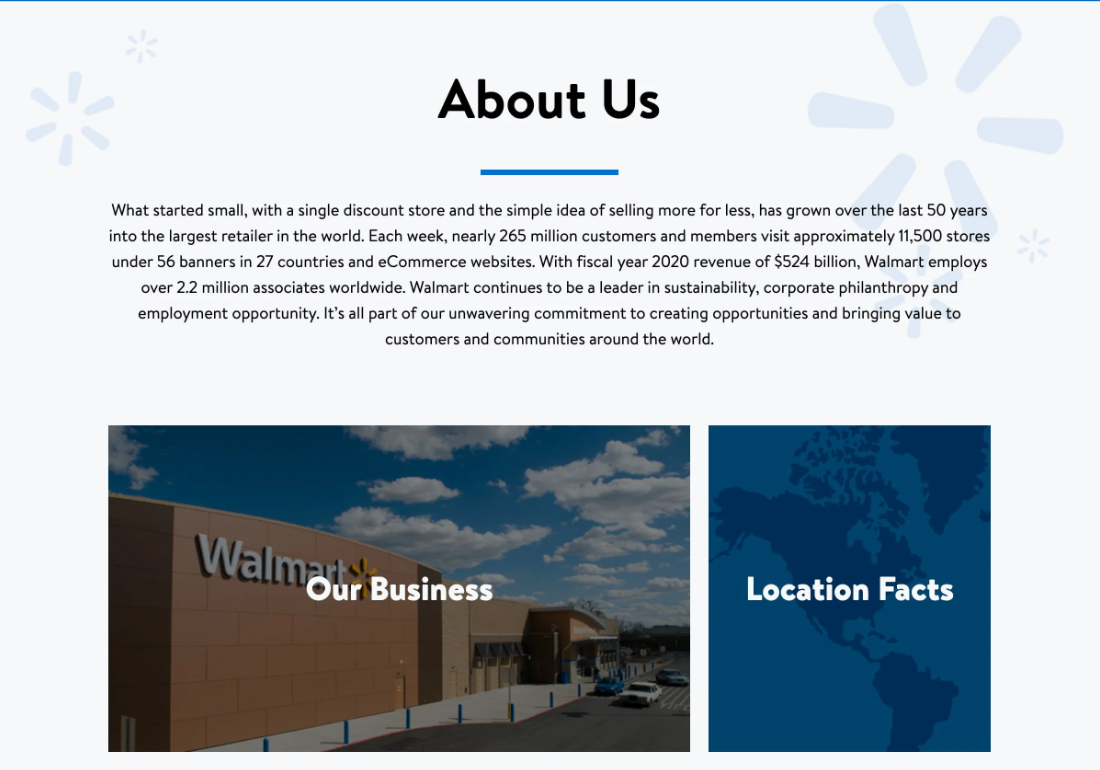 About Us
What started small, with a single discount store and the simple idea of selling more for less, has grown over the last 50 years
into the largest retailer in the world. Each week, nearly 265 million customers and members visit approximately 11,500 stores
under 56 banners in 27 countries and eCommerce websites. With fiscal year 2020 revenue of $524 billion, Walmart employs
over 2.2 million associates worldwide. Walmart continues to be a leader in sustainability, corporate philanthropy and
employment opportunity. It’s all part of our unwavering commitment to creating opportunities and bringing value to
customers and communities around the world.
Walmart
Our Business
Location Facts